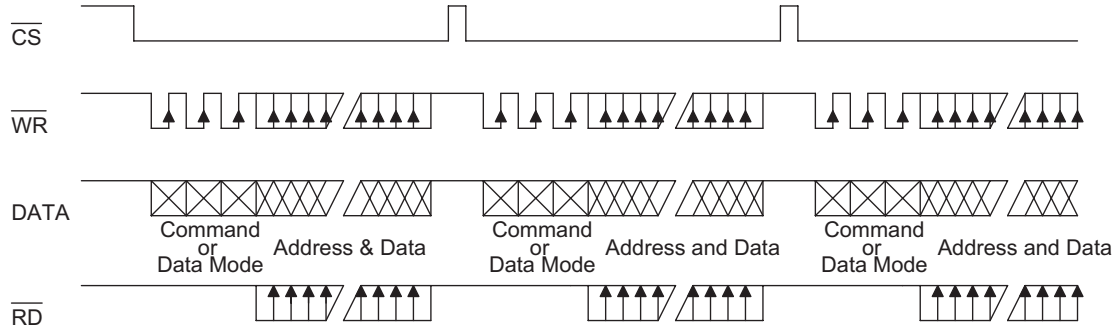 CS
WR
DATA
Command
or
Data Mode
Address & Data
Command
or
Data Mode
Address and Data
Command
or
Data Mode
Address and Data
RD